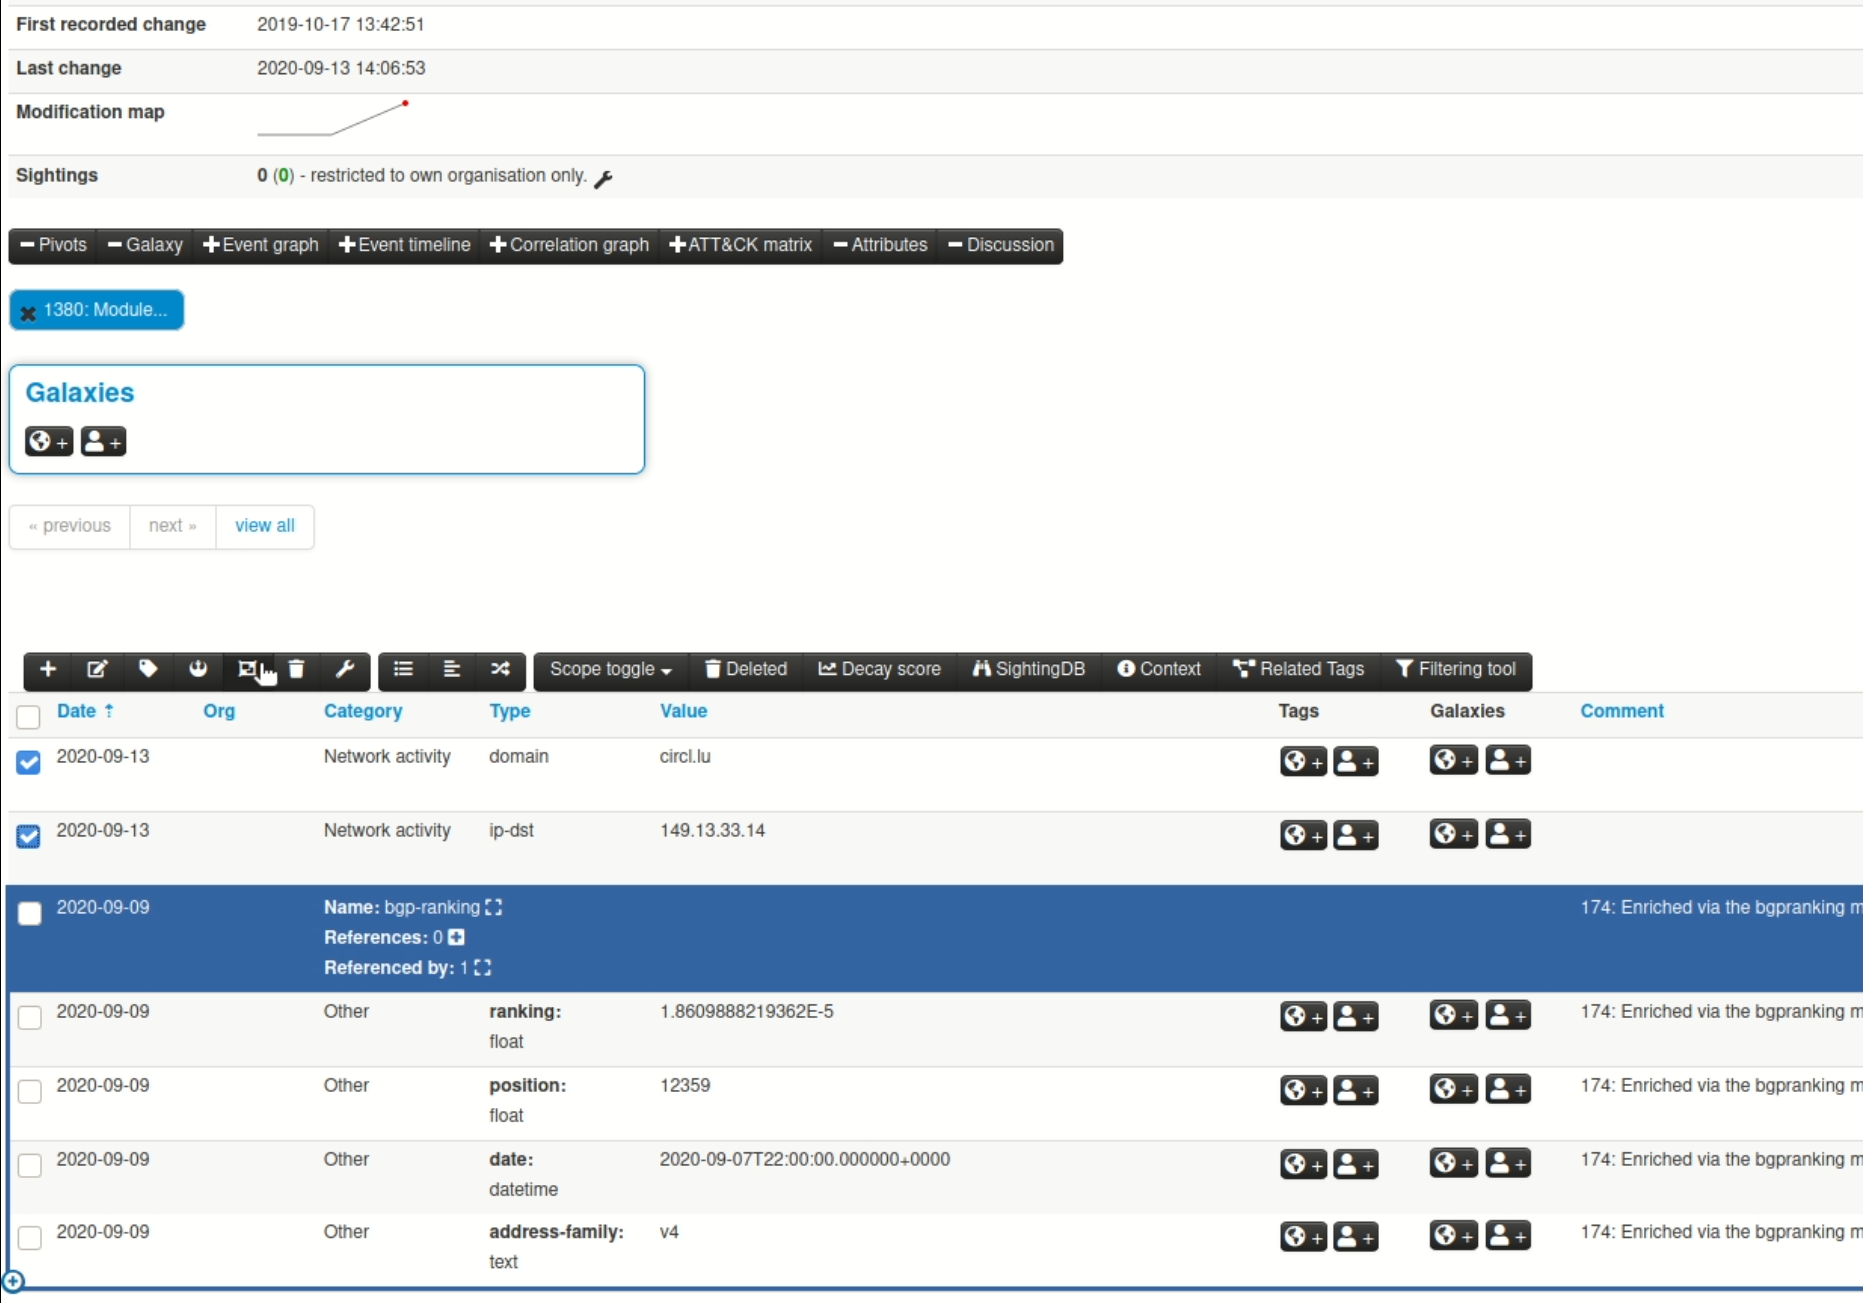 First recorded change 2019-10-17 13:42:51
Last change 2020-09-13 14:06:53
Modification map
Sightings 0 (0) - restricted to own organisation only.
Pivots Galaxy Event graph Event timeline Correlation graph ATT&CK matrix Attributes Discussion
1380: Module...
Galaxies
+ +
« previous next » view all
Scope toggle Deleted Decay score SightingDB Context Related Tags Filtering tool
Date ↑ Org Category Type Value Tags Galaxies Comment
2020-09-13 Network activity domain circl.lu + + + +
2020-09-13 Network activity ip-dst 149.13.33.14 + + + +
2020-09-09 Name: bgp-ranking 174: Enriched via the bgpranking m
References: 0
Referenced by: 1
2020-09-09 Other ranking: 1.8609888219362E-5 + + + + 174: Enriched via the bgpranking m
float
2020-09-09 Other position: 12359 + + + + 174: Enriched via the bgpranking m
float
2020-09-09 Other date: 2020-09-07T22:00:00.000000+0000 + + + + 174: Enriched via the bgpranking m
datetime
2020-09-09 Other address-family: v4 + + + + 174: Enriched via the bgpranking m
text